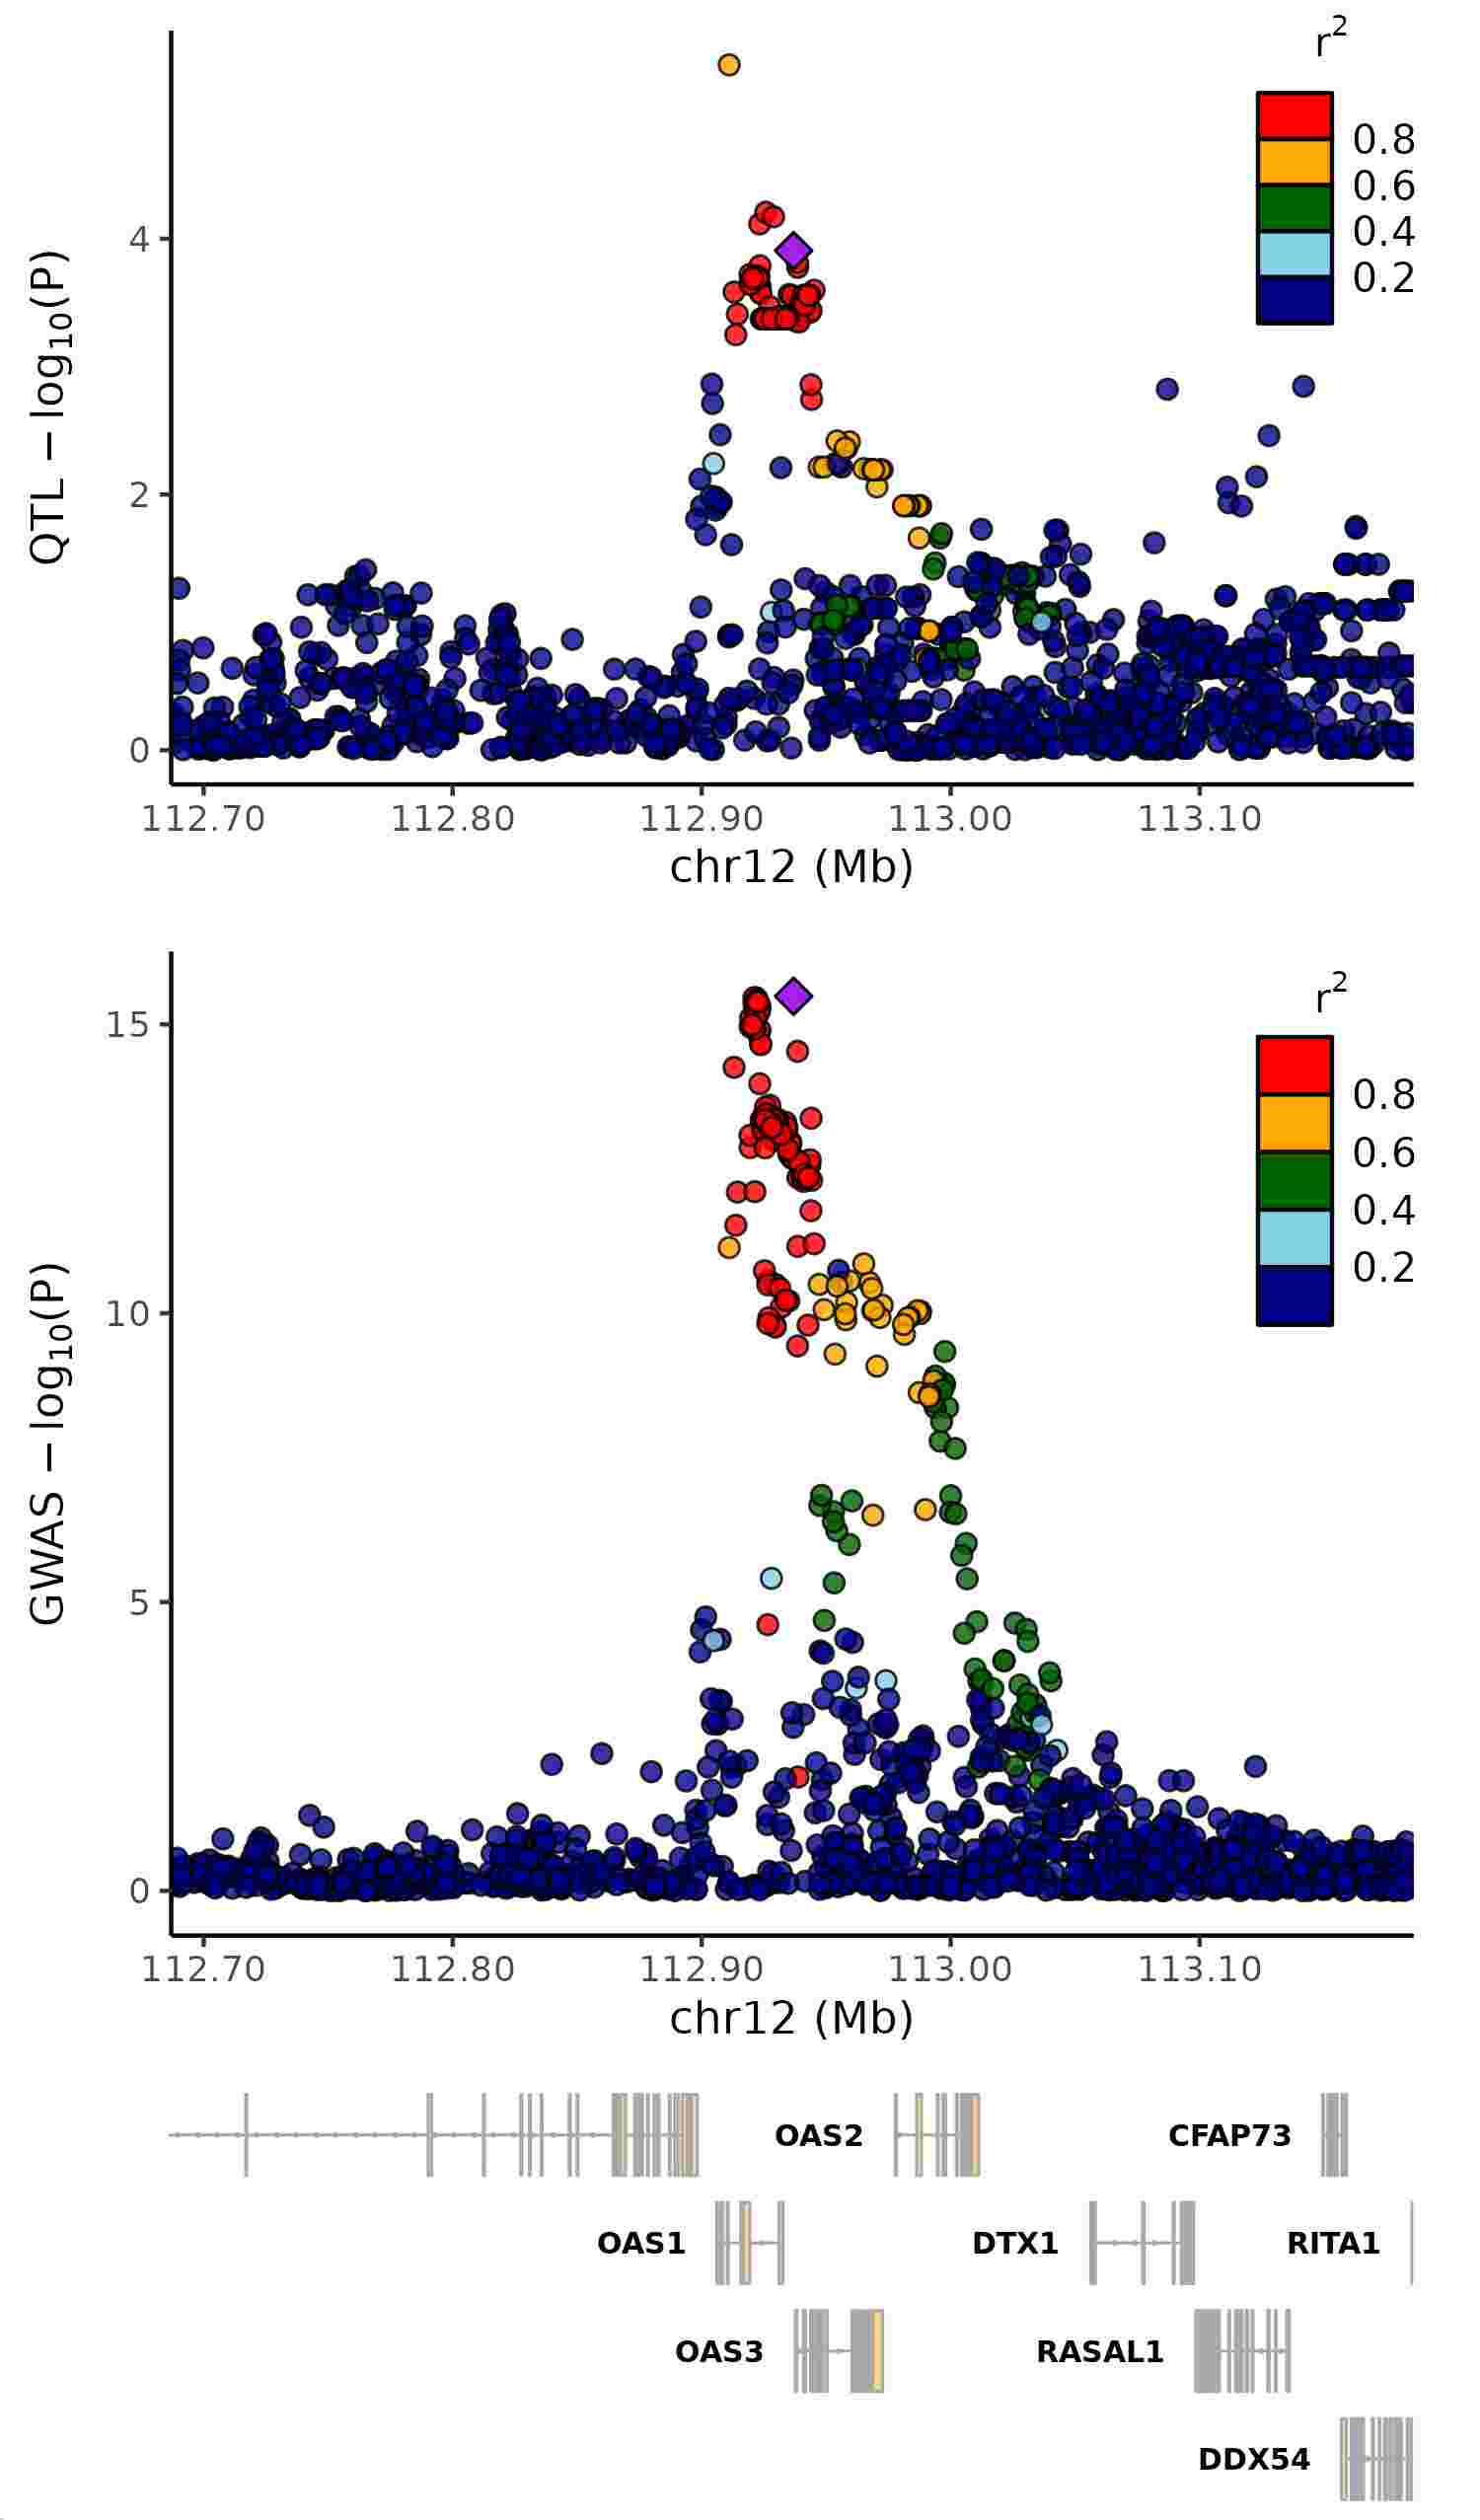 r²
0.8
0.6
0.4
0.2
4
2
0
QTL −log₁₀(P)
112.70 112.80 112.90 113.00 113.10
chr12 (Mb)
r²
0.8
0.6
0.4
0.2
15
10
5
0
GWAS −log₁₀(P)
112.70 112.80 112.90 113.00 113.10
chr12 (Mb)
OAS2 CFAP73
OAS1 DTX1 RITA1
OAS3 RASAL1
DDX54